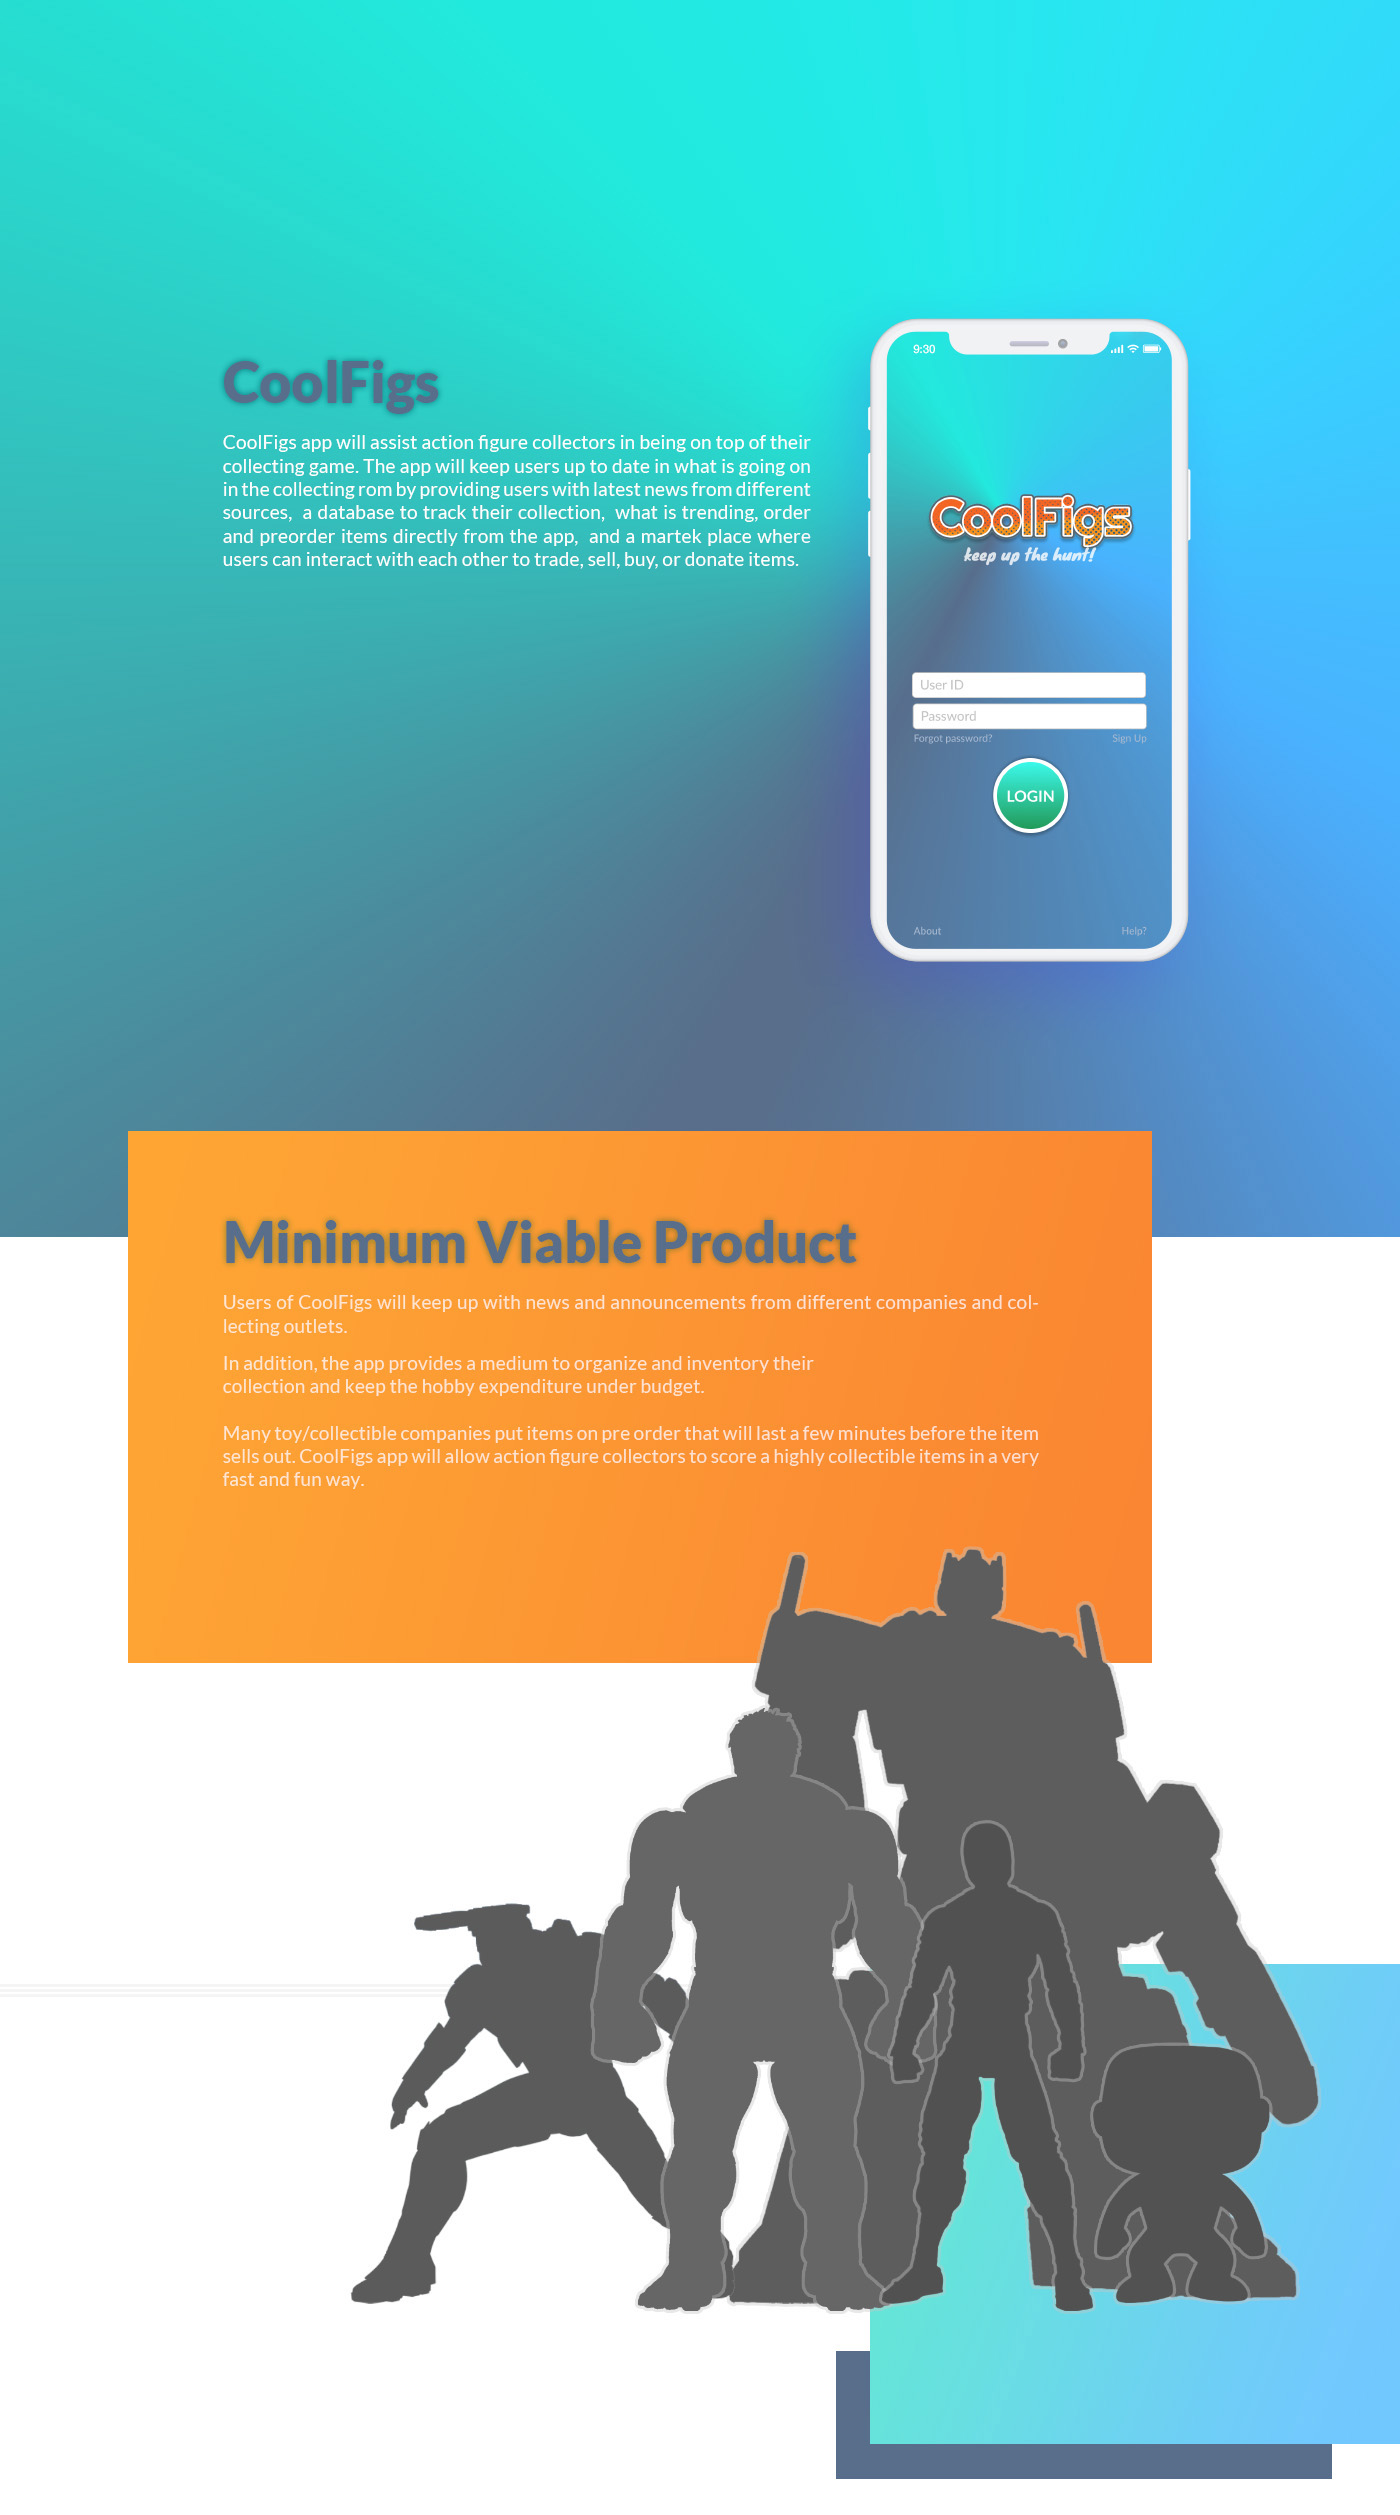 CoolFigs
CoolFigs app will assist action figure collectors in being on top of their
collecting game. The app will keep users up to date in what is going on
in the collecting rom by providing users with latest news from different
sources,  a database to track their collection,  what is trending, order
and preorder items directly from the app,  and a martek place where
users can interact with each other to trade, sell, buy, or donate items.
9:30
CoolFigs
keep up the hunt!
User ID
Password
Forgot password? Sign Up
LOGIN
About Help?
Minimum Viable Product
Users of CoolFigs will keep up with news and announcements from different companies and col-
lecting outlets.
In addition, the app provides a medium to organize and inventory their
collection and keep the hobby expenditure under budget.
Many toy/collectible companies put items on pre order that will last a few minutes before the item
sells out. CoolFigs app will allow action figure collectors to score a highly collectible items in a very
fast and fun way.